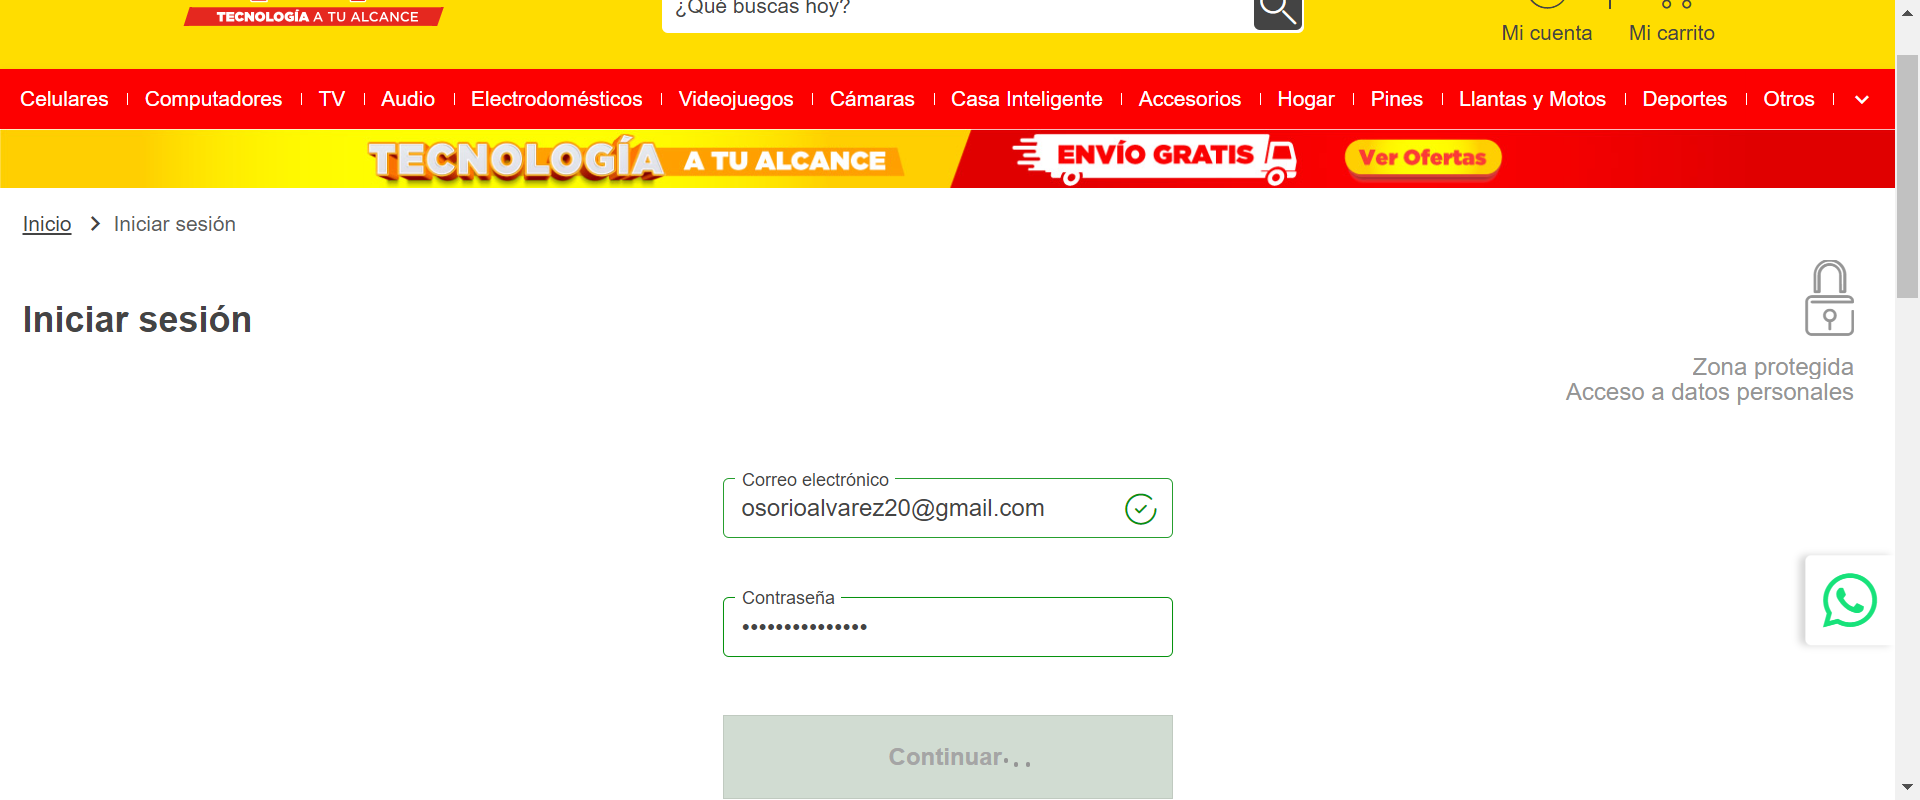 TECNOLOGÍA A TU ALCANCE
¿Qué buscas hoy?
Mi cuenta
Mi carrito
Celulares
Computadores
TV
Audio
Electrodomésticos
Videojuegos
Cámaras
Casa Inteligente
Accesorios
Hogar
Pines
Llantas y Motos
Deportes
Otros
TECNOLOGÍA A TU ALCANCE
ENVÍO GRATIS
Ver Ofertas
Inicio
Iniciar sesión
Iniciar sesión
Zona protegida
Acceso a datos personales
Correo electrónico
osorioalvarez20@gmail.com
Contraseña
•••••••••••••••
Continuar...